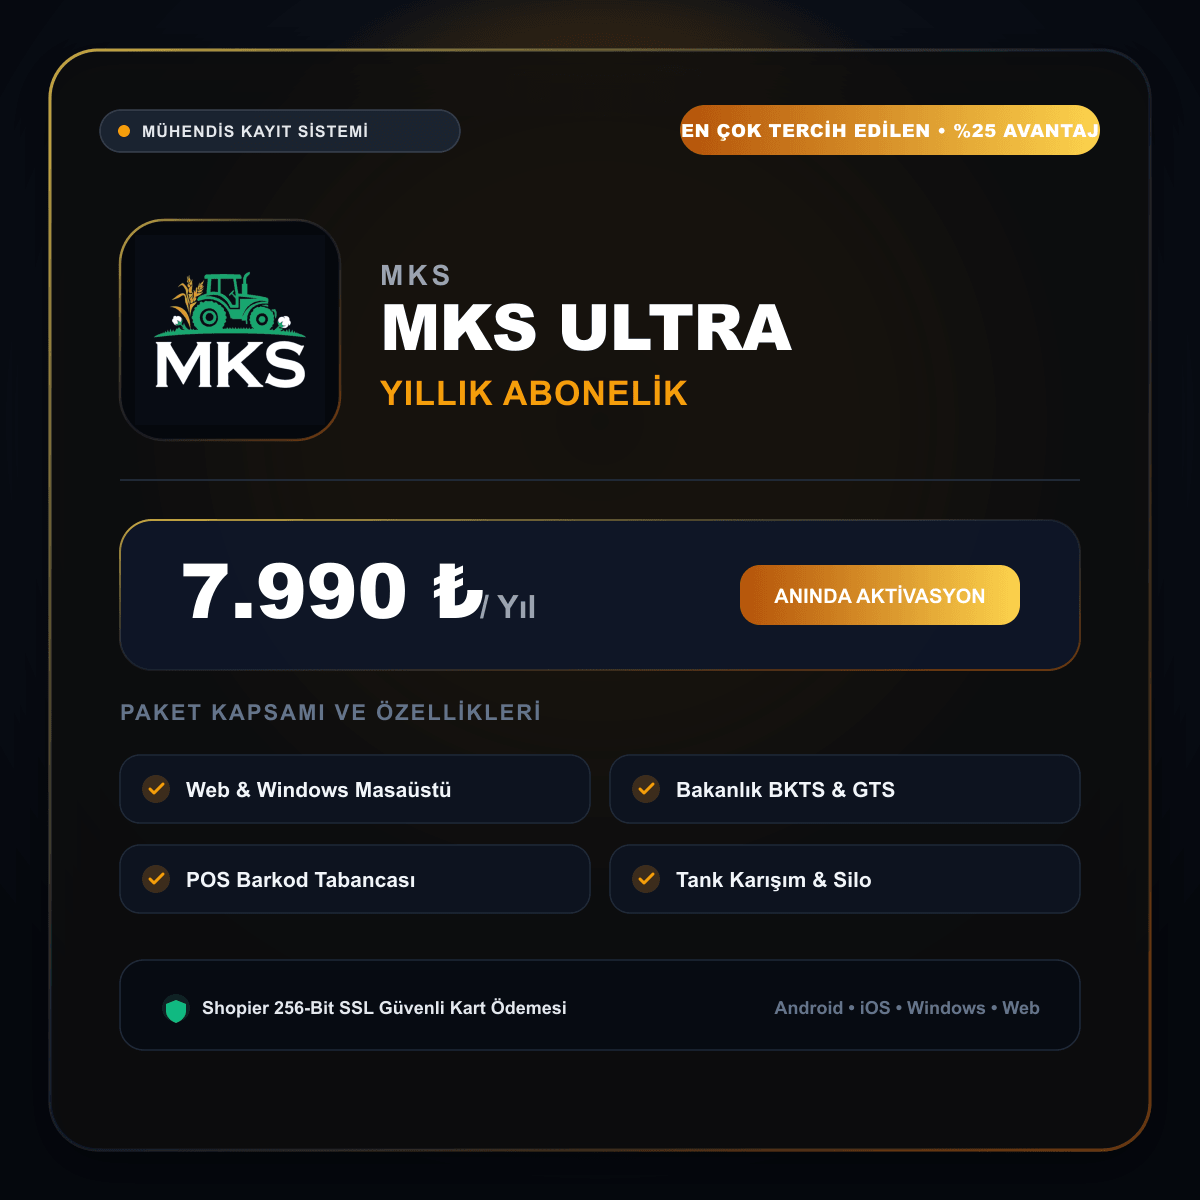 MÜHENDİS KAYIT SİSTEMİ
EN ÇOK TERCİH EDİLEN • %25 AVANTAJ
MKS
MKS
MKS ULTRA
YILLIK ABONELİK
7.990 ₺/ Yıl
ANINDA AKTİVASYON
PAKET KAPSAMI VE ÖZELLİKLERİ
Web & Windows Masaüstü
Bakanlık BKTS & GTS
POS Barkod Tabancası
Tank Karışım & Silo
Shopier 256-Bit SSL Güvenli Kart Ödemesi
Android • iOS • Windows • Web